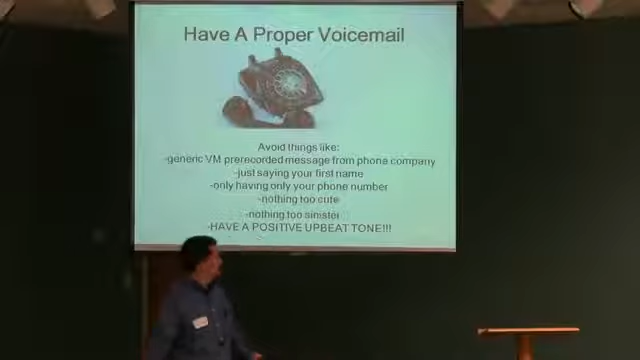 Have A Proper Voicemail
Avoid things like:
-generic VM prerecorded message from phone company
-just saying your first name
-only having only your phone number
-nothing too cute
-nothing too sinister
-HAVE A POSITIVE UPBEAT TONE!!!